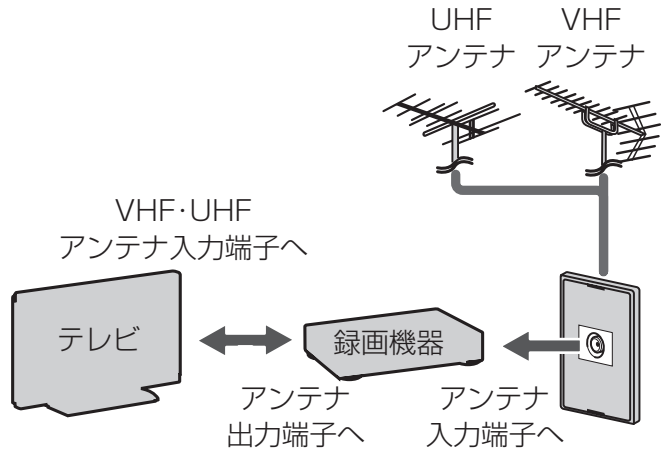 UHF
アンテナ
VHF
アンテナ
VHF・UHF
アンテナ入力端子へ
テレビ
録画機器
アンテナ
出力端子へ
アンテナ
入力端子へ